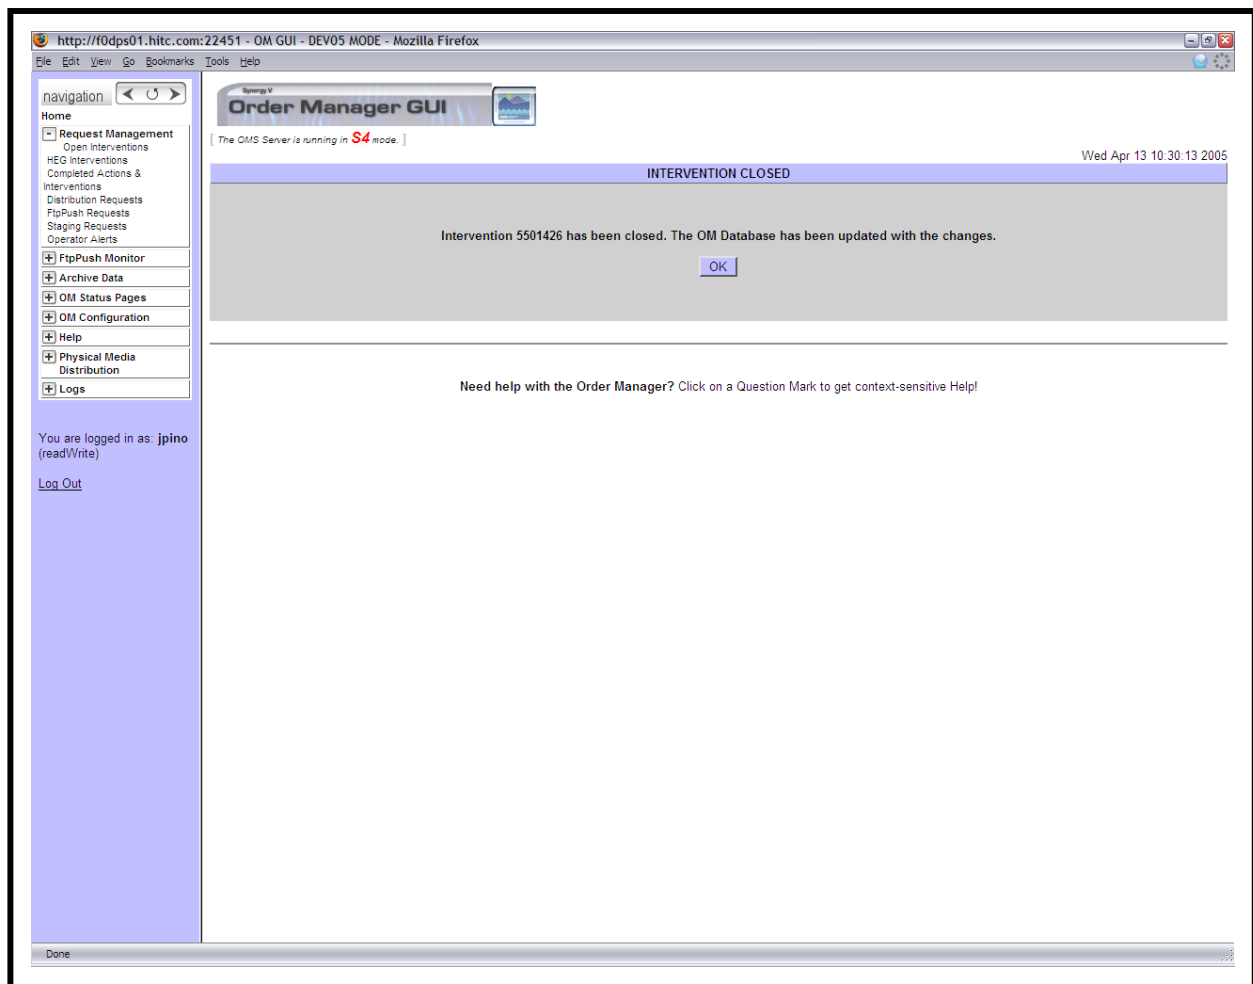 http://f0dps01.hitc.com:22451 - OM GUI - DEV05 MODE - Mozilla Firefox
File Edit View Go Bookmarks Tools Help
navigation
Home
Request Management
Open Interventions
HEG Interventions
Completed Actions &
Interventions
Distribution Requests
FtpPush Requests
Staging Requests
Operator Alerts
FtpPush Monitor
Archive Data
OM Status Pages
OM Configuration
Help
Physical Media
Distribution
Logs
You are logged in as: jpino
(readWrite)
Log Out
Synergy V
Order Manager GUI
[ The OMS Server is running in S4 mode. ]
Wed Apr 13 10:30:13 2005
INTERVENTION CLOSED
Intervention 5501426 has been closed. The OM Database has been updated with the changes.
OK
Need help with the Order Manager? Click on a Question Mark to get context-sensitive Help!
Done